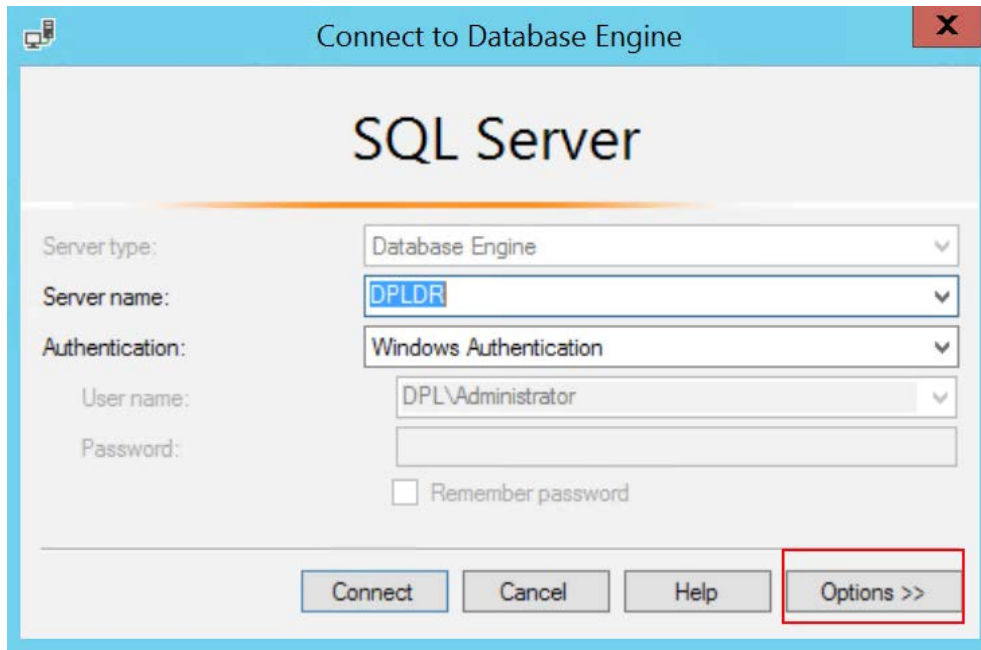 Connect to Database Engine
X
SQL Server
Server type: Database Engine
Server name: DPLDR
Authentication: Windows Authentication
User name: DPL\Administrator
Password:
Remember password
Connect Cancel Help Options >>